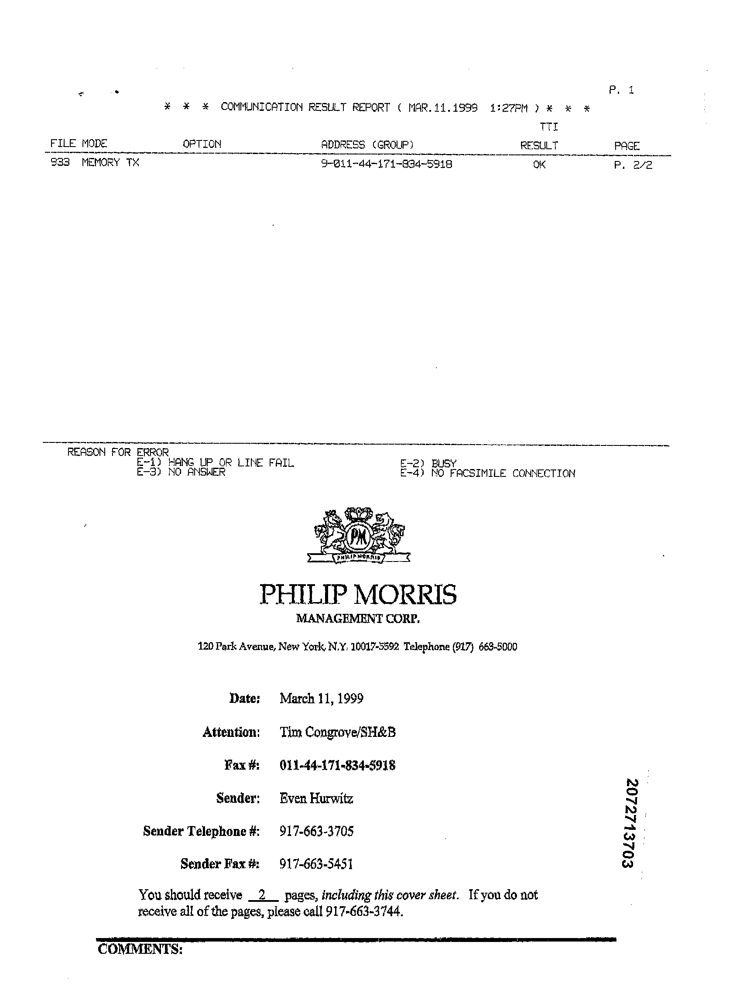 P. 1
* * * COMMUNICATION RESULT REPORT ( MAR.11.1999 1:27PM ) * * *
TTI
FILE MODE OPTION ADDRESS (GROUP) RESULT PAGE
933 MEMORY TX 9-011-44-171-834-5918 OK P. 2/2
REASON FOR ERROR
E-1) HANG UP OR LINE FAIL E-2) BUSY
E-3) NO ANSWER E-4) NO FACSIMILE CONNECTION
PM
PHILIP MORRIS
PHILIP MORRIS
MANAGEMENT CORP.
120 Park Avenue, New York, N.Y. 10017-5592 Telephone (917) 663-5000
Date: March 11, 1999
Attention: Tim Congrove/SH&B
Fax #: 011-44-171-834-5918
Sender: Even Hurwitz
Sender Telephone #: 917-663-3705
Sender Fax #: 917-663-5451
You should receive 2 pages, including this cover sheet. If you do not
receive all of the pages, please call 917-663-3744.
COMMENTS:
2072713703